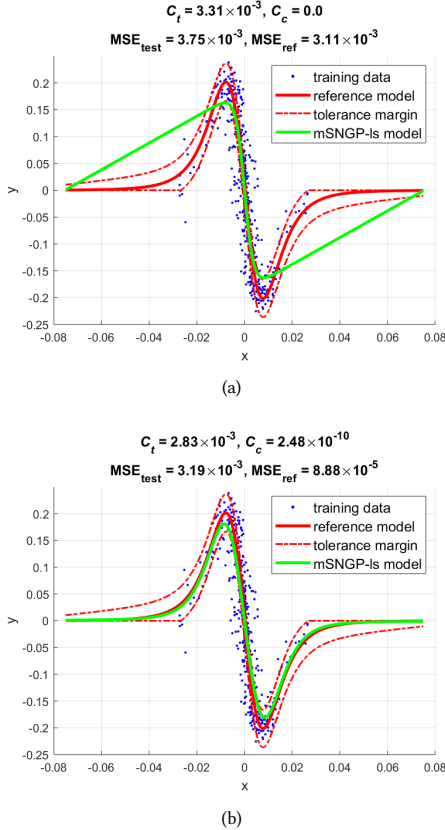 C_t = 3.31×10^-3, C_c = 0.0
MSE_test = 3.75×10^-3, MSE_ref = 3.11×10^-3
training data
reference model
tolerance margin
mSNGP-ls model
0.2
0.15
0.1
0.05
0
-0.05
-0.1
-0.15
-0.2
-0.25
y
-0.08 -0.06 -0.04 -0.02 0 0.02 0.04 0.06 0.08
x
(a)
C_t = 2.83×10^-3, C_c = 2.48×10^-10
MSE_test = 3.19×10^-3, MSE_ref = 8.88×10^-5
training data
reference model
tolerance margin
mSNGP-ls model
0.2
0.15
0.1
0.05
0
-0.05
-0.1
-0.15
-0.2
-0.25
y
-0.08 -0.06 -0.04 -0.02 0 0.02 0.04 0.06 0.08
x
(b)